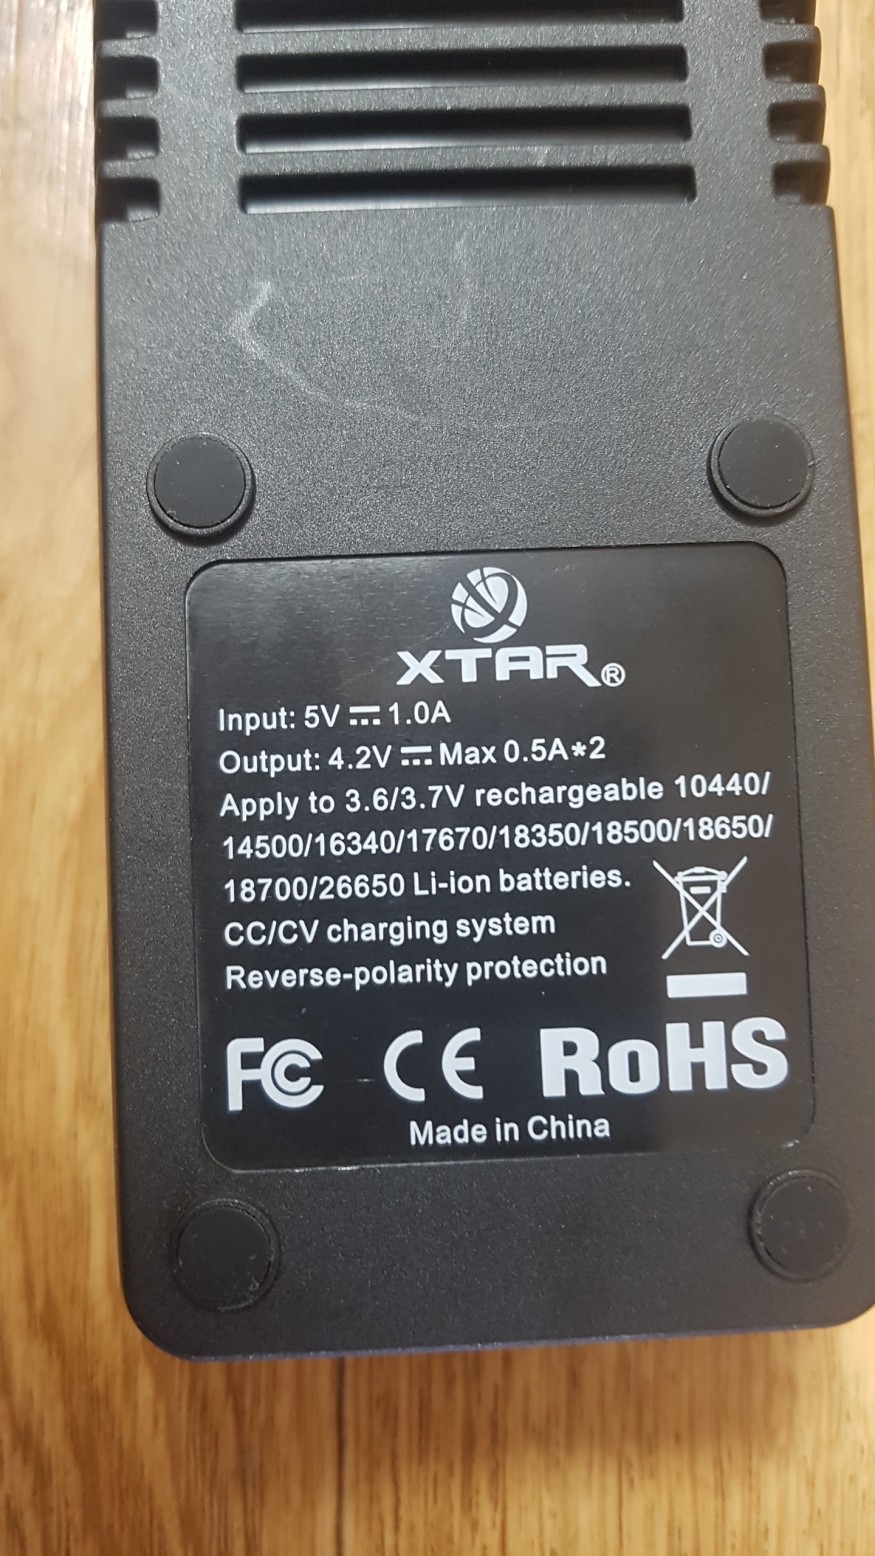 XTAR®
Input: 5V ⎓ 1.0A
Output: 4.2V ⎓ Max 0.5A*2
Apply to 3.6/3.7V rechargeable 10440/
14500/16340/17670/18350/18500/18650/
18700/26650 Li-ion batteries.
CC/CV charging system
Reverse-polarity protection
FC CE RoHS
Made in China